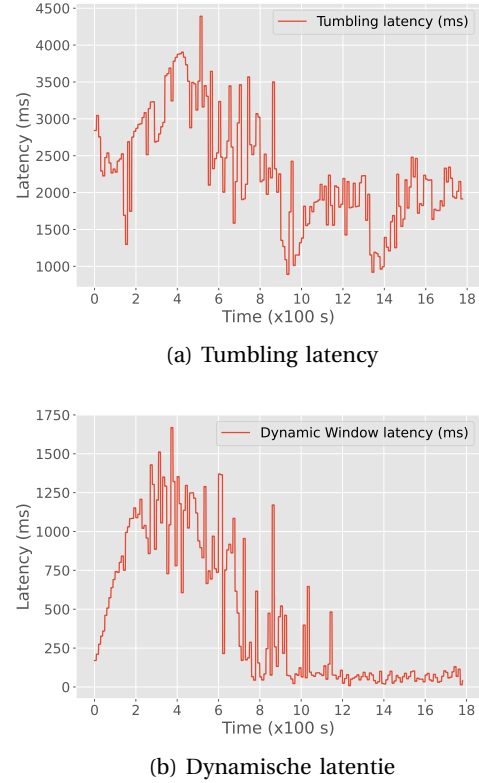 4500
4000
3500
3000
2500
2000
1500
1000
Latency (ms)
Tumbling latency (ms)
0 2 4 6 8 10 12 14 16 18
Time (x100 s)
(a) Tumbling latency
1750
1500
1250
1000
750
500
250
0
Latency (ms)
Dynamic Window latency (ms)
0 2 4 6 8 10 12 14 16 18
Time (x100 s)
(b) Dynamische latentie